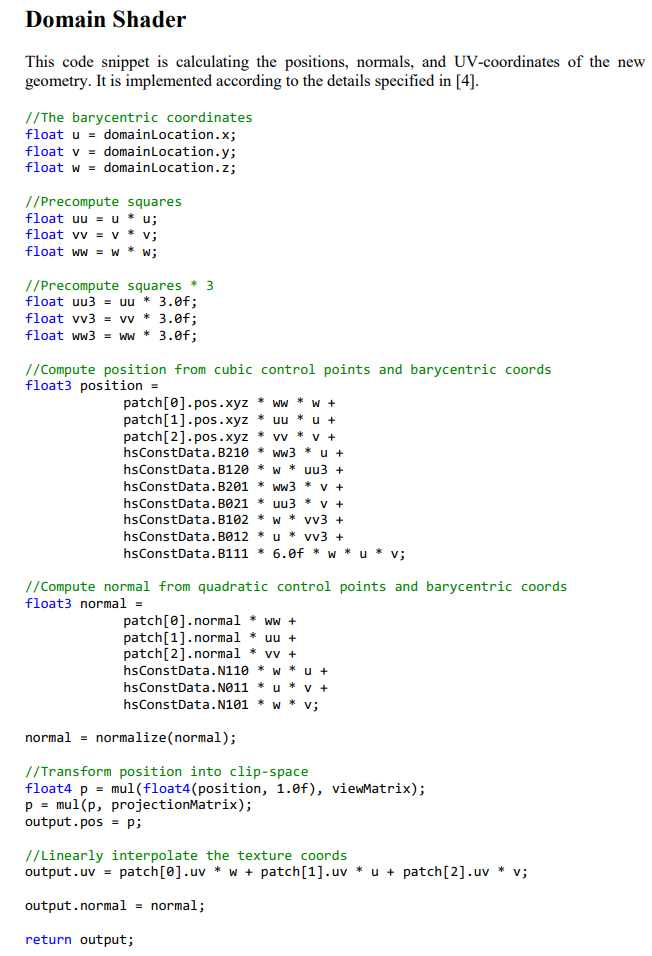 Domain Shader
This code snippet is calculating the positions, normals, and UV-coordinates of the new
geometry. It is implemented according to the details specified in [4].
//The barycentric coordinates
float u = domainLocation.x;
float v = domainLocation.y;
float w = domainLocation.z;
//Precompute squares
float uu = u * u;
float vv = v * v;
float ww = w * w;
//Precompute squares * 3
float uu3 = uu * 3.0f;
float vv3 = vv * 3.0f;
float ww3 = ww * 3.0f;
//Compute position from cubic control points and barycentric coords
float3 position =
patch[0].pos.xyz * ww * w +
patch[1].pos.xyz * uu * u +
patch[2].pos.xyz * vv * v +
hsConstData.B210 * ww3 * u +
hsConstData.B120 * w * uu3 +
hsConstData.B201 * ww3 * v +
hsConstData.B021 * uu3 * v +
hsConstData.B102 * w * vv3 +
hsConstData.B012 * u * vv3 +
hsConstData.B111 * 6.0f * w * u * v;
//Compute normal from quadratic control points and barycentric coords
float3 normal =
patch[0].normal * ww +
patch[1].normal * uu +
patch[2].normal * vv +
hsConstData.N110 * w * u +
hsConstData.N011 * u * v +
hsConstData.N101 * w * v;
normal = normalize(normal);
//Transform position into clip-space
float4 p = mul(float4(position, 1.0f), viewMatrix);
p = mul(p, projectionMatrix);
output.pos = p;
//Linearly interpolate the texture coords
output.uv = patch[0].uv * w + patch[1].uv * u + patch[2].uv * v;
output.normal = normal;
return output;